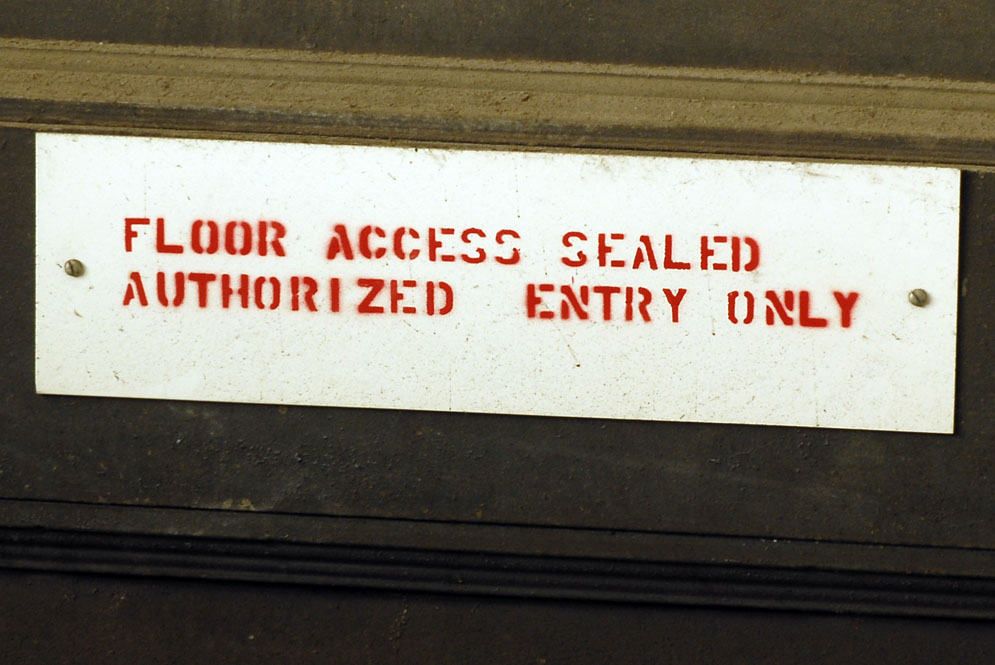 FLOOR ACCESS SEALED
AUTHORIZED ENTRY ONLY